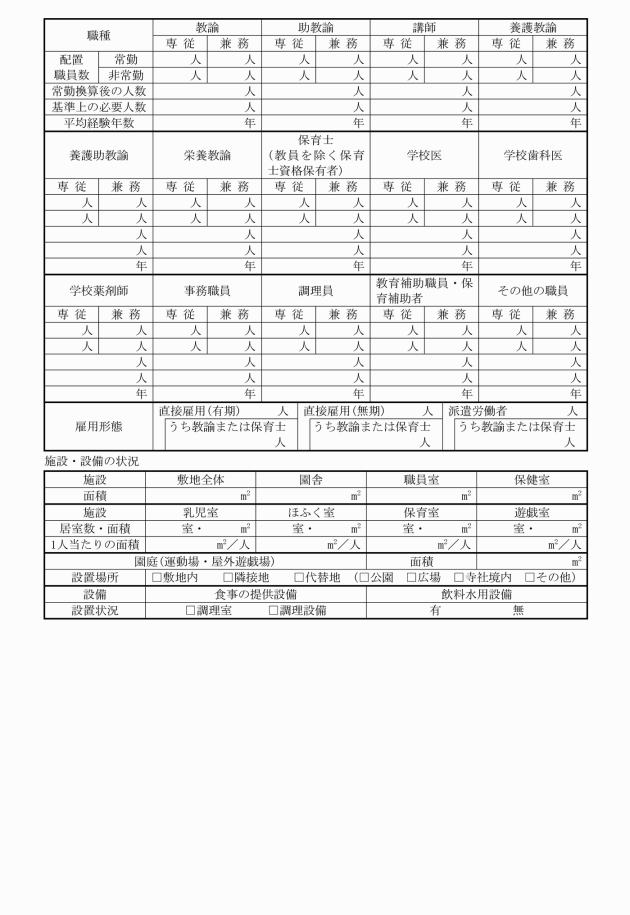 職種 教諭 助教諭 講師 養護教諭
専従 兼務 専従 兼務 専従 兼務 専従 兼務
配置 常勤 人 人 人 人 人 人 人 人
職員数 非常勤 人 人 人 人 人 人 人 人
常勤換算後の人数 人 人 人 人
基準上の必要人数 人 人 人 人
平均経験年数 年 年 年 年
養護助教諭 栄養教諭 保育士
(教員を除く保育
士資格保有者) 学校医 学校歯科医
専従 兼務 専従 兼務 専従 兼務 専従 兼務 専従 兼務
人 人 人 人 人 人 人 人 人 人
人 人 人 人 人 人 人 人 人 人
人 人 人 人 人
人 人 人 人 人
年 年 年 年 年
学校薬剤師 事務職員 調理員 教育補助職員・保
育補助者 その他の職員
専従 兼務 専従 兼務 専従 兼務 専従 兼務 専従 兼務
人 人 人 人 人 人 人 人 人 人
人 人 人 人 人 人 人 人 人 人
人 人 人 人 人
人 人 人 人 人
年 年 年 年 年
雇用形態 直接雇用(有期) 人 直接雇用(無期) 人 派遣労働者 人
うち教諭または保育士 うち教諭または保育士 うち教諭または保育士
人 人 人
施設・設備の状況
施設 敷地全体 園舎 職員室 保健室
面積 ㎡ ㎡ ㎡ ㎡
施設 乳児室 ほふく室 保育室 遊戯室
居室数・面積 室・ ㎡ 室・ ㎡ 室・ ㎡ 室・ ㎡
1人当たりの面積 ㎡/人 ㎡/人 ㎡/人 ㎡/人
園庭(運動場・屋外遊戯場) 面積 ㎡
設置場所 □敷地内 □隣接地 □代替地 (□公園 □広場 □寺社境内 □その他)
設備 食事の提供設備 飲料水用設備
設置状況 □調理室 □調理設備 有 無